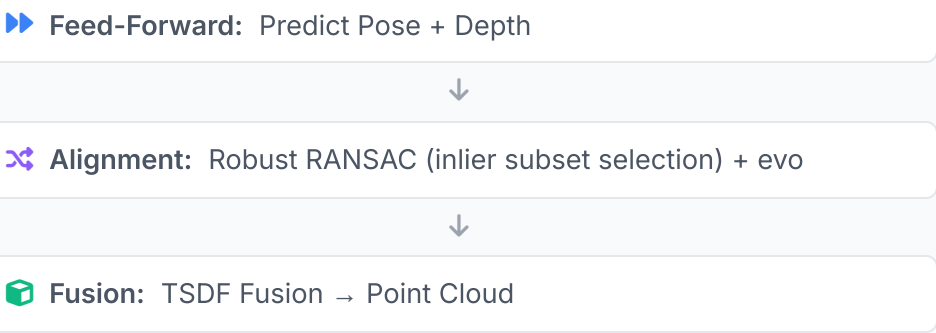 Feed-Forward: Predict Pose + Depth
↓
Alignment: Robust RANSAC (inlier subset selection) + evo
↓
Fusion: TSDF Fusion → Point Cloud